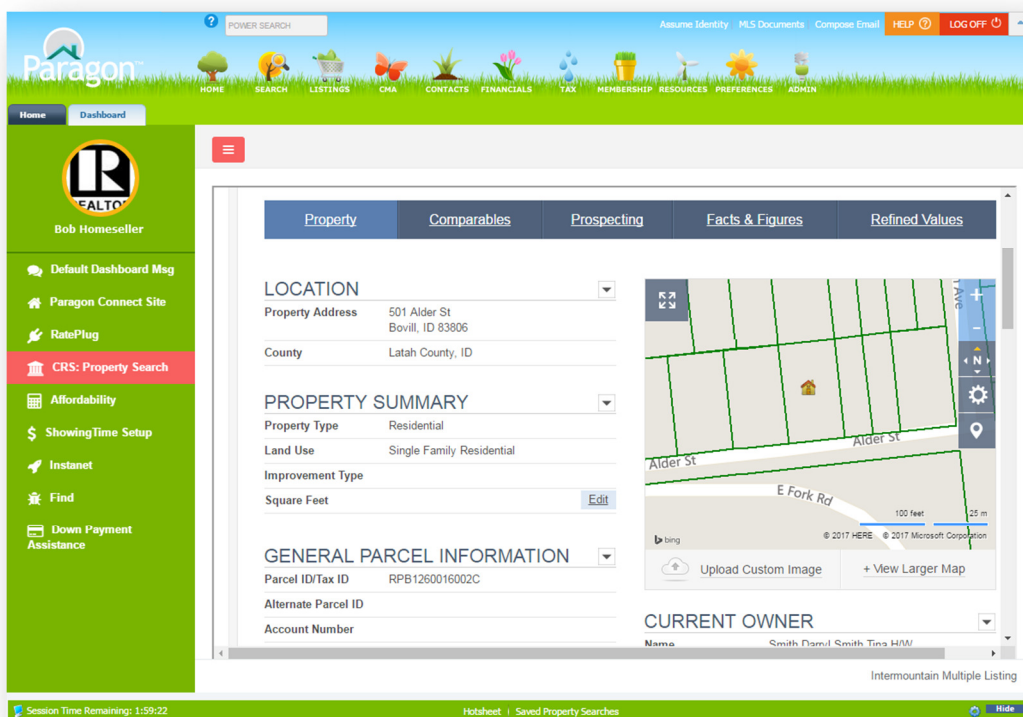 POWER SEARCH
Assume Identity MLS Documents Compose Email HELP LOG OFF
Paragon™
HOME SEARCH LISTINGS CMA CONTACTS FINANCIALS TAX MEMBERSHIP RESOURCES PREFERENCES ADMIN
Home Dashboard
R
REALTOR
Bob Homeseller
Default Dashboard Msg
Paragon Connect Site
RatePlug
CRS: Property Search
Affordability
ShowingTime Setup
Instanet
Find
Down Payment
Assistance
Property Comparables Prospecting Facts & Figures Refined Values
LOCATION
Property Address 501 Alder St
Bovill, ID 83806
County Latah County, ID
PROPERTY SUMMARY
Property Type Residential
Land Use Single Family Residential
Improvement Type
Square Feet Edit
GENERAL PARCEL INFORMATION
Parcel ID/Tax ID RPB1260016002C
Alternate Parcel ID
Account Number
Ave
N
Alder St
Alder St
E Fork Rd
100 feet 25 m
bing © 2017 HERE © 2017 Microsoft Corporation
Upload Custom Image + View Larger Map
CURRENT OWNER
Name Smith Darryl Smith Tina H/W
Intermountain Multiple Listing
Session Time Remaining: 1:59:22 Hotsheet | Saved Property Searches Hide